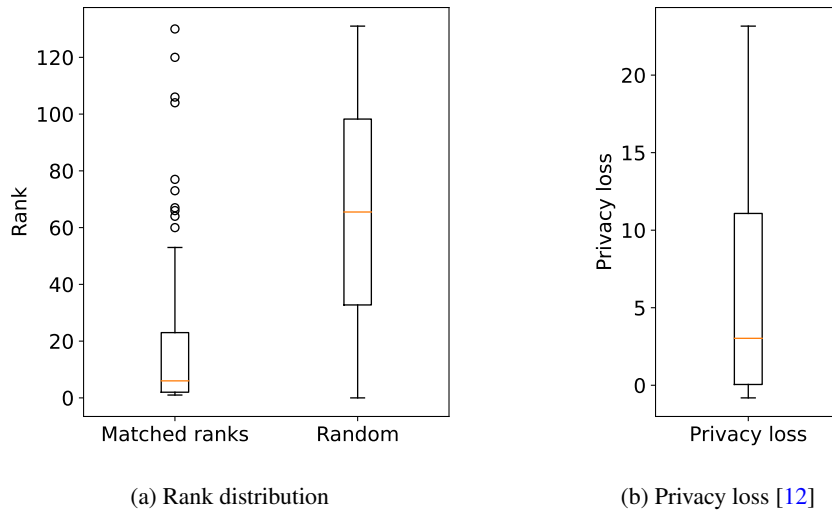 120
100
80
60
40
20
0
Rank
Matched ranks
Random
(a) Rank distribution
20
15
10
5
0
Privacy loss
Privacy loss
(b) Privacy loss [12]